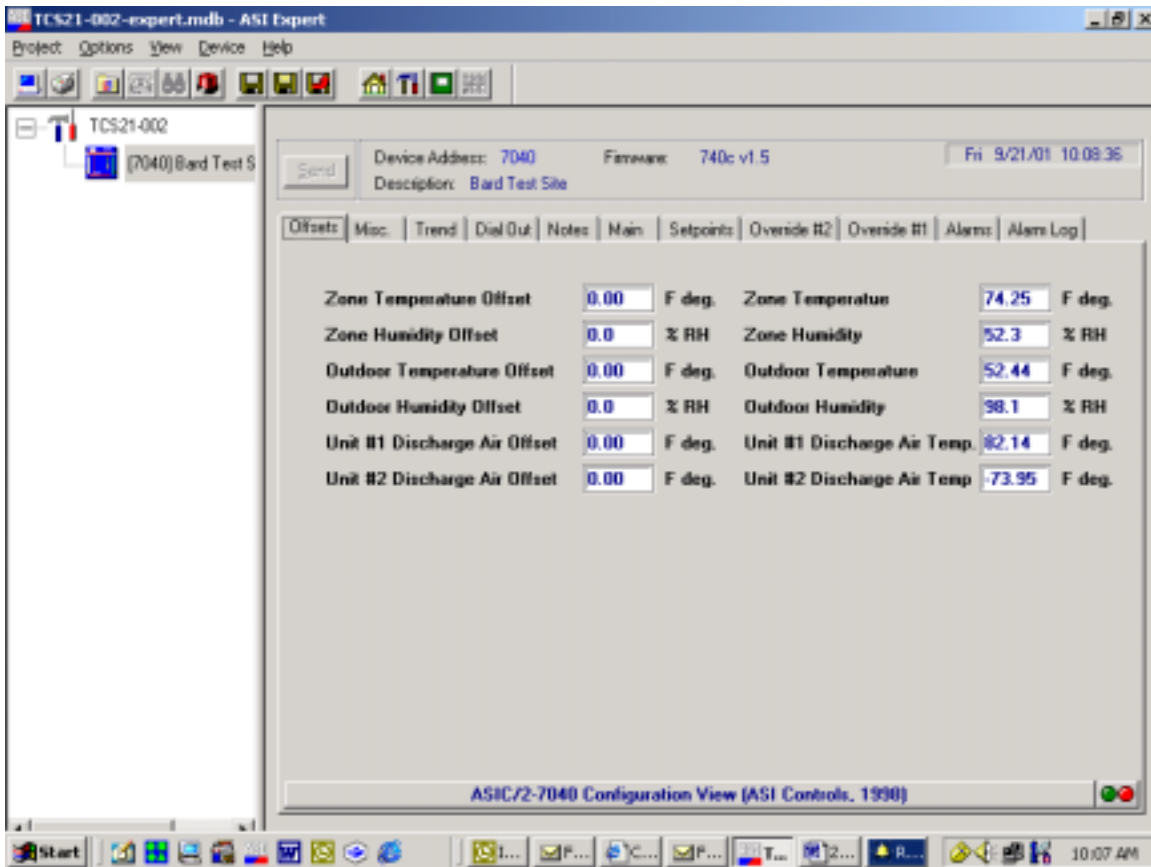 TCS21-002-expert.mdb - ASI Expert
Project Options View Device Help
TCS21-002
[7040] Bard Test S
Send
Device Address: 7040 Firmware: 740c v1.5 Fri 9/21/01 10:08:36
Description: Bard Test Site
Offsets Misc. Trend Dial Out Notes Main Setpoints Override #2 Override #1 Alarms Alarm Log
Zone Temperature Offset 0.00 F deg. Zone Temperatue 74.25 F deg.
Zone Humidity Offset 0.0 % RH Zone Humidity 52.3 % RH
Outdoor Temperature Offset 0.00 F deg. Outdoor Temperature 52.44 F deg.
Outdoor Humidity Offset 0.0 % RH Outdoor Humidity 98.1 % RH
Unit #1 Discharge Air Offset 0.00 F deg. Unit #1 Discharge Air Temp. 82.14 F deg.
Unit #2 Discharge Air Offset 0.00 F deg. Unit #2 Discharge Air Temp -73.95 F deg.
ASIC/2-7040 Configuration View (ASI Controls, 1998)
Start I... F... C... F... T... 2... R... 10:07 AM